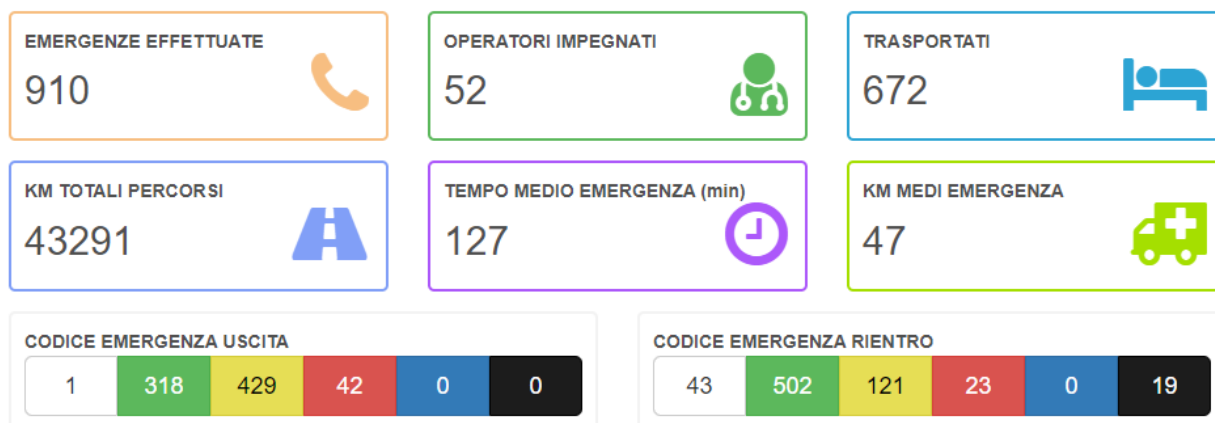 EMERGENZE EFFETTUATE
910
OPERATORI IMPEGNATI
52
TRASPORTATI
672
KM TOTALI PERCORSI
43291
TEMPO MEDIO EMERGENZA (min)
127
KM MEDI EMERGENZA
47
CODICE EMERGENZA USCITA
1 318 429 42 0 0
CODICE EMERGENZA RIENTRO
43 502 121 23 0 19